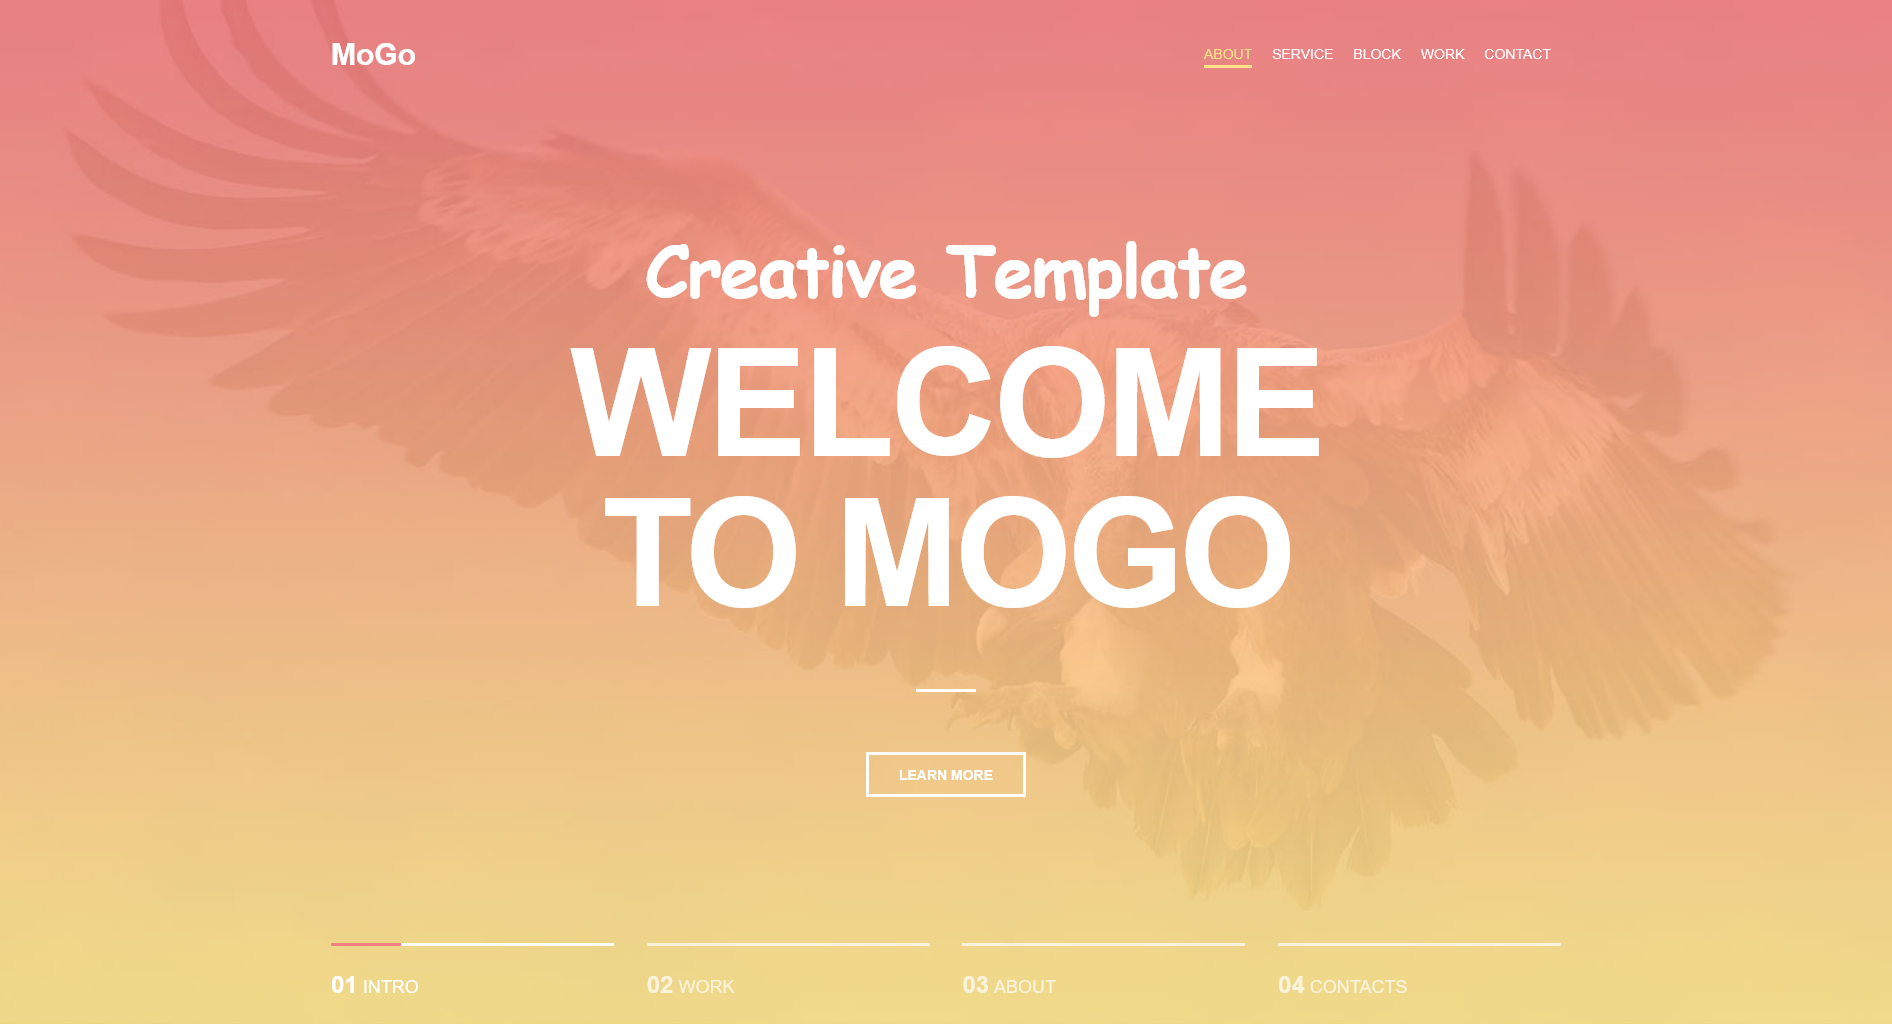 MoGo
ABOUT SERVICE BLOCK WORK CONTACT
Creative Template
WELCOME
TO MOGO
LEARN MORE
01 INTRO
02 WORK
03 ABOUT
04 CONTACTS